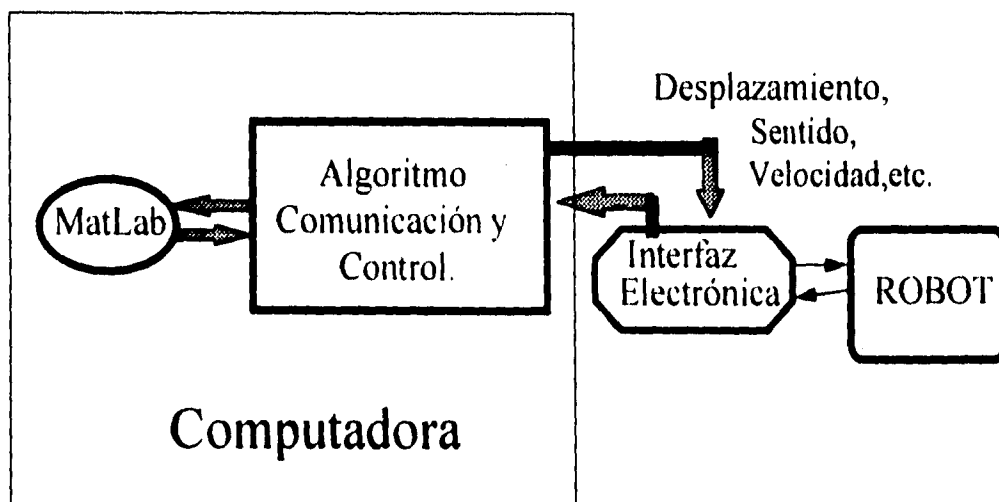 Desplazamiento,
Sentido,
Velocidad,etc.
Algoritmo
Comunicación y
Control.
MatLab
Interfaz
Electrónica
ROBOT
Computadora